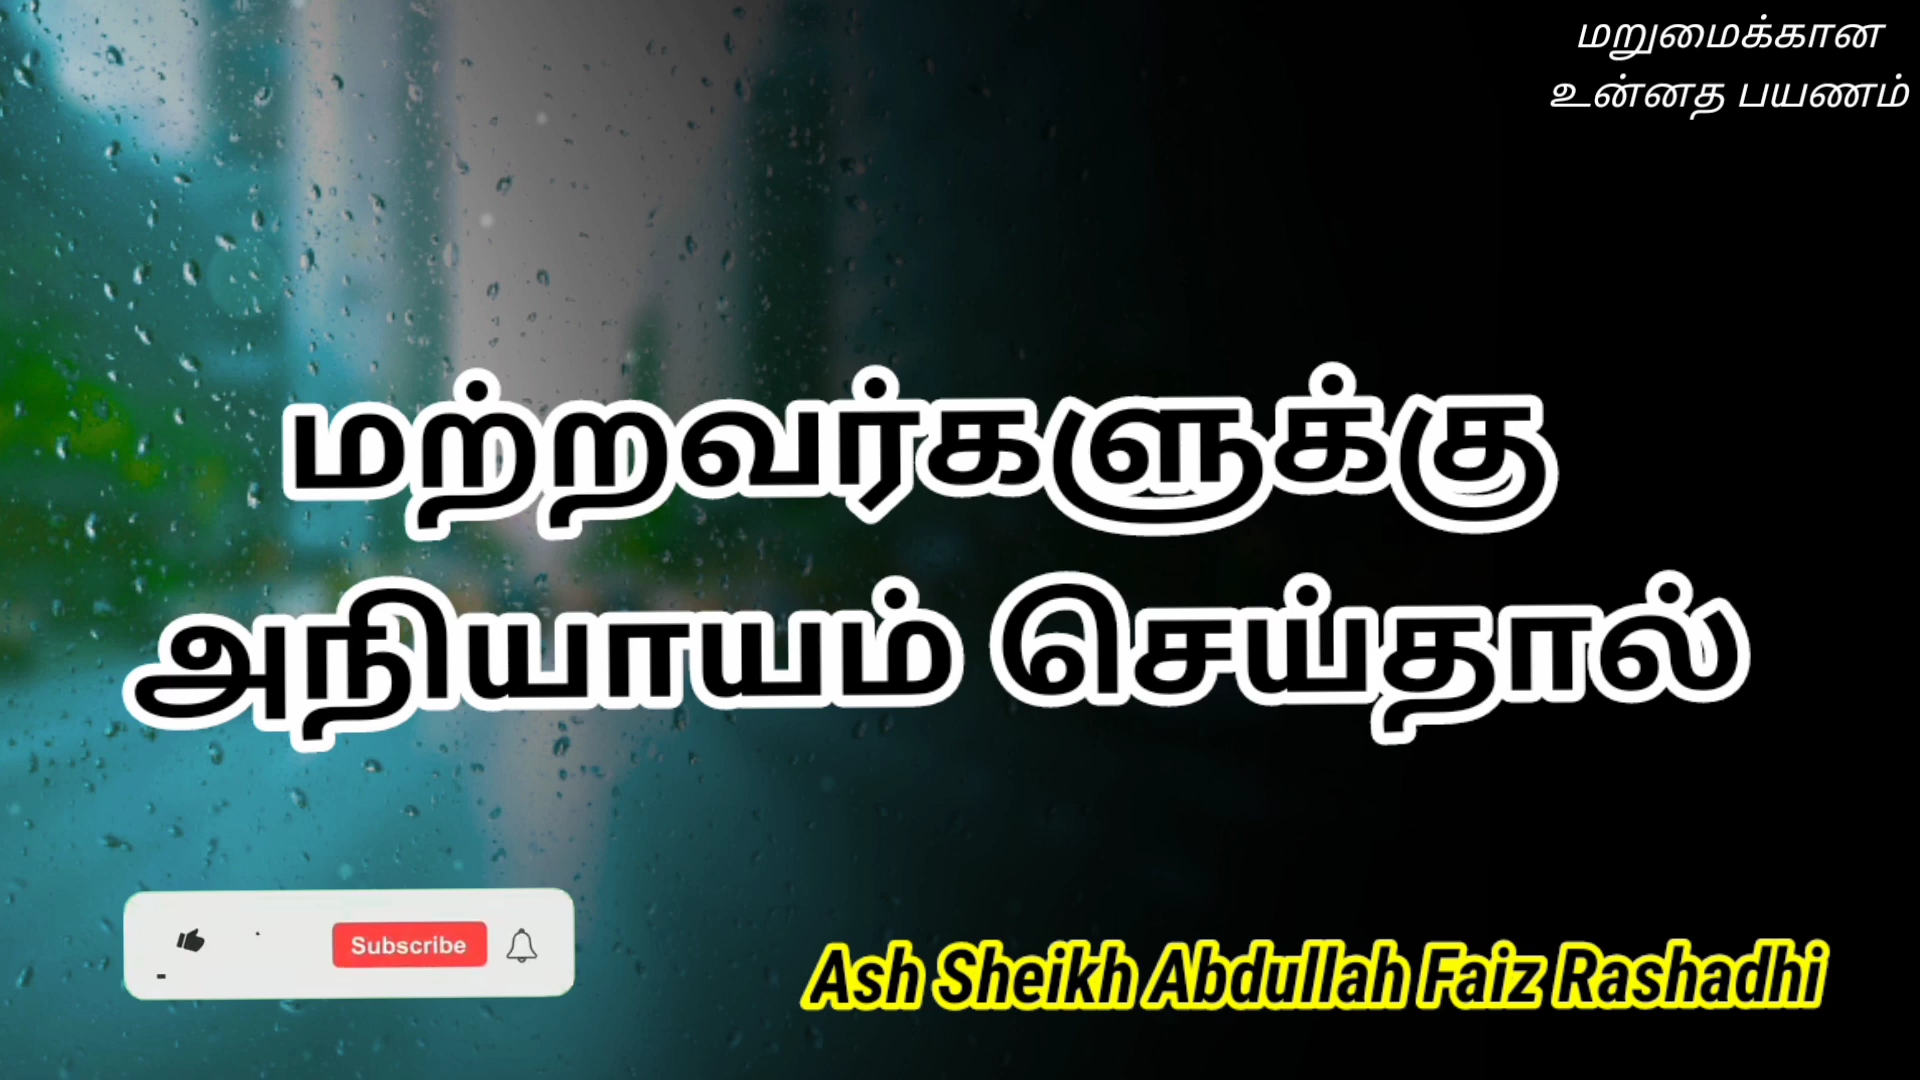 மறுமைக்கான
உன்னத பயணம்
மற்றவர்களுக்கு
அநியாயம் செய்தால்
Subscribe
Ash Sheikh Abdullah Faiz Rashadhi